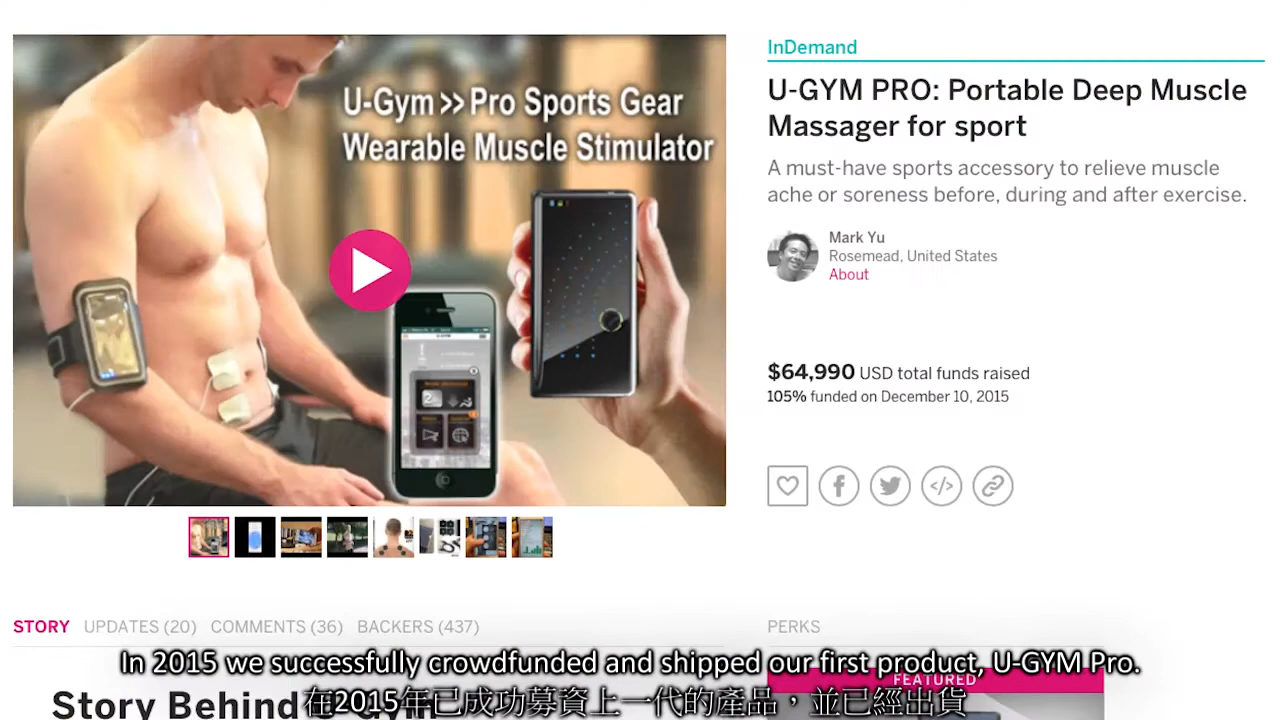 U-Gym >> Pro Sports Gear
Wearable Muscle Stimulator
InDemand
U-GYM PRO: Portable Deep Muscle
Massager for sport
A must-have sports accessory to relieve muscle
ache or soreness before, during and after exercise.
Mark Yu
Rosemead, United States
About
$64,990 USD total funds raised
105% funded on December 10, 2015
STORY UPDATES (20) COMMENTS (36) BACKERS (437)
PERKS
FEATURED
Story Behind U-Gym
In 2015 we successfully crowdfunded and shipped our first product, U-GYM Pro.
在2015年已成功募資上一代的產品，並已經出貨